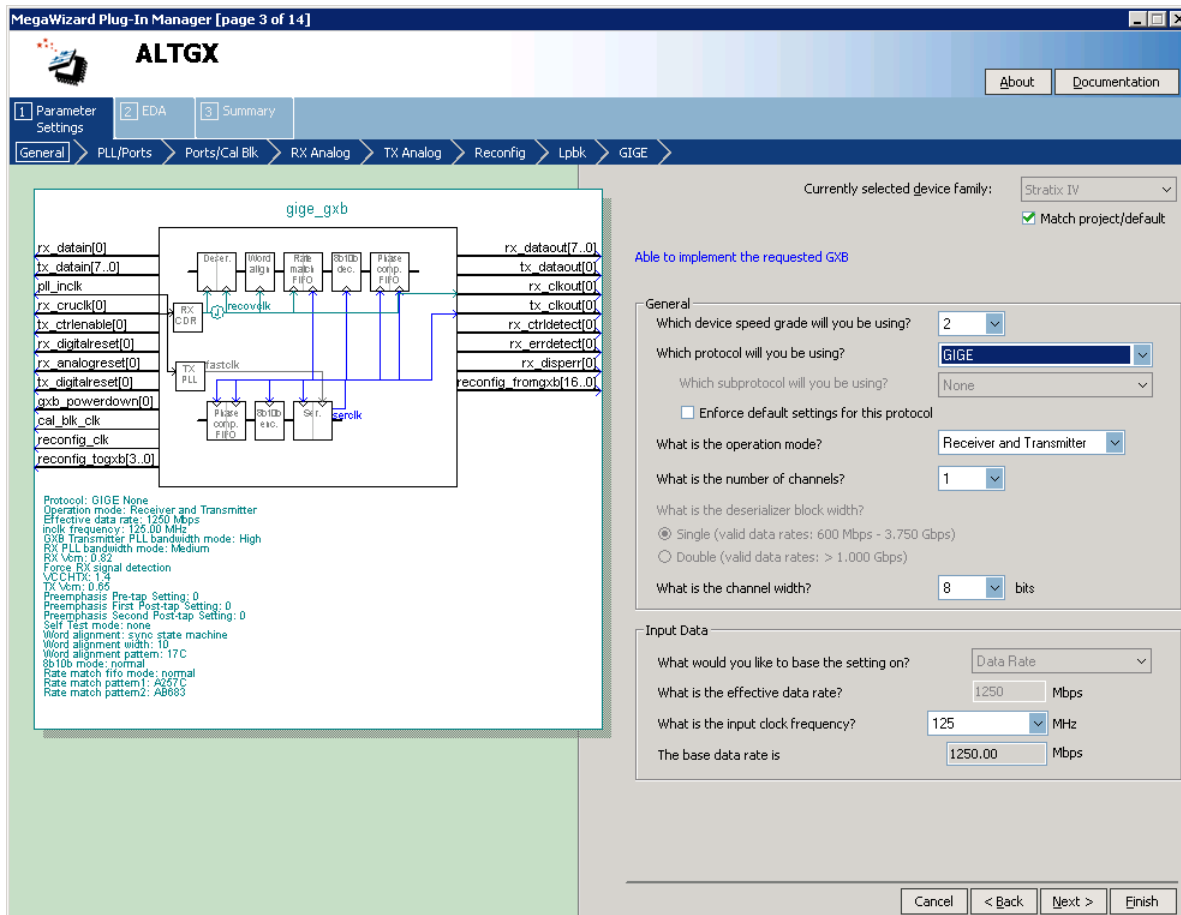 MegaWizard Plug-In Manager [page 3 of 14]
ALTGX
About
Documentation
1 Parameter Settings
2 EDA
3 Summary
General
PLL/Ports
Ports/Cal Blk
RX Analog
TX Analog
Reconfig
Lpbk
GIGE
gige_gxb
rx_datain[0]
tx_datain[7..0]
pll_inclk
rx_cruclk[0]
tx_ctrlenable[0]
rx_digitalreset[0]
rx_analogreset[0]
tx_digitalreset[0]
gxb_powerdown[0]
cal_blk_clk
reconfig_clk
reconfig_togxb[3..0]
Deser.
Word align
Rate match FIFO
8b10b dec.
Phase comp. FIFO
RX CDR
recovclk
TX PLL
fastclk
Phase comp. FIFO
8b10b enc.
Ser.
serclk
rx_dataout[7..0]
tx_dataout[0]
rx_clkout[0]
tx_clkout[0]
rx_ctrldetect[0]
rx_errdetect[0]
rx_disperr[0]
reconfig_fromgxb[16..0]
Protocol: GIGE None
Operation mode: Receiver and Transmitter
Effective data rate: 1250 Mbps
inclk frequency: 125.00 MHz
GXB Transmitter PLL bandwidth mode: High
RX PLL bandwidth mode: Medium
RX Vcm: 0.82
Force RX signal detection
VCCHTX: 1.4
TX Vcm: 0.65
Preemphasis Pre-tap Setting: 0
Preemphasis First Post-tap Setting: 0
Preemphasis Second Post-tap Setting: 0
Self Test mode: none
Word alignment: sync state machine
Word alignment width: 10
Word alignment pattern: 17C
8b10b mode: normal
Rate match fifo mode: normal
Rate match pattern1: A257C
Rate match pattern2: AB683
Currently selected device family:
Stratix IV
Match project/default
Able to implement the requested GXB
General
Which device speed grade will you be using?
2
Which protocol will you be using?
GIGE
Which subprotocol will you be using?
None
Enforce default settings for this protocol
What is the operation mode?
Receiver and Transmitter
What is the number of channels?
1
What is the deserializer block width?
Single (valid data rates: 600 Mbps - 3.750 Gbps)
Double (valid data rates: > 1.000 Gbps)
What is the channel width?
8
bits
Input Data
What would you like to base the setting on?
Data Rate
What is the effective data rate?
1250
Mbps
What is the input clock frequency?
125
MHz
The base data rate is
1250.00
Mbps
Cancel
< Back
Next >
Finish